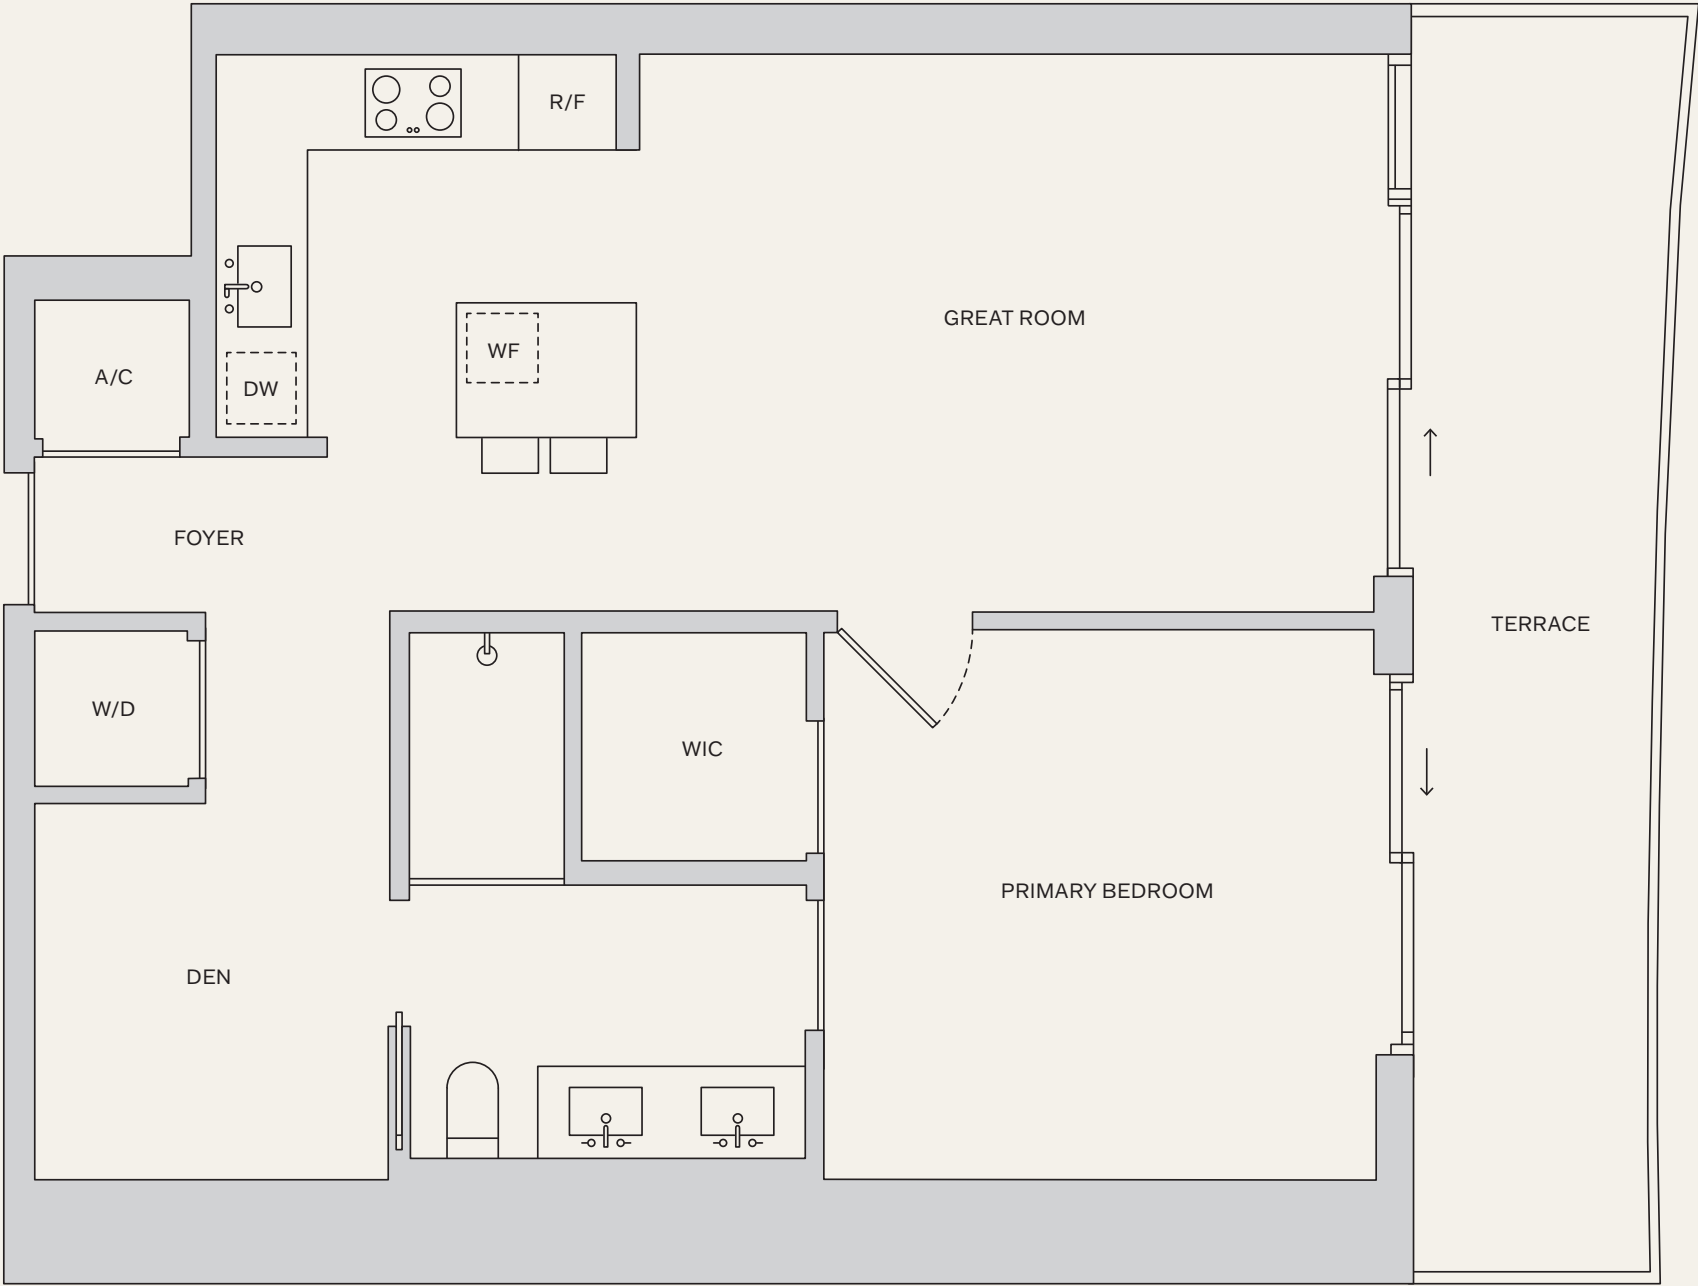 R/F
GREAT ROOM
WF
A/C
DW
FOYER
TERRACE
W/D
WIC
PRIMARY BEDROOM
DEN